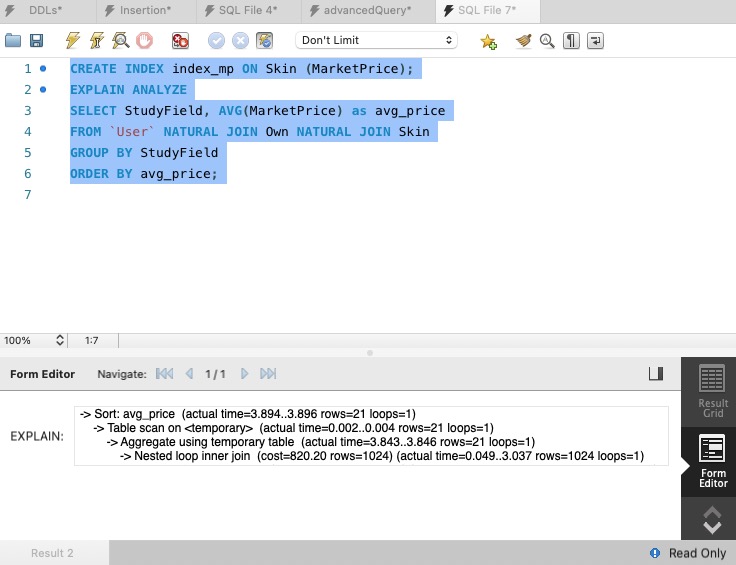 DDLs*
Insertion*
SQL File 4*
advancedQuery*
SQL File 7*
Don't Limit
1 CREATE INDEX index_mp ON Skin (MarketPrice);
2 EXPLAIN ANALYZE
3 SELECT StudyField, AVG(MarketPrice) as avg_price
4 FROM `User` NATURAL JOIN Own NATURAL JOIN Skin
5 GROUP BY StudyField
6 ORDER BY avg_price;
7
100% 1:7
Form Editor Navigate: 1/1
EXPLAIN:
-> Sort: avg_price (actual time=3.894..3.896 rows=21 loops=1)
-> Table scan on <temporary> (actual time=0.002..0.004 rows=21 loops=1)
-> Aggregate using temporary table (actual time=3.843..3.846 rows=21 loops=1)
-> Nested loop inner join (cost=820.20 rows=1024) (actual time=0.049..3.037 rows=1024 loops=1)
Result
Grid
Form
Editor
Result 2
Read Only